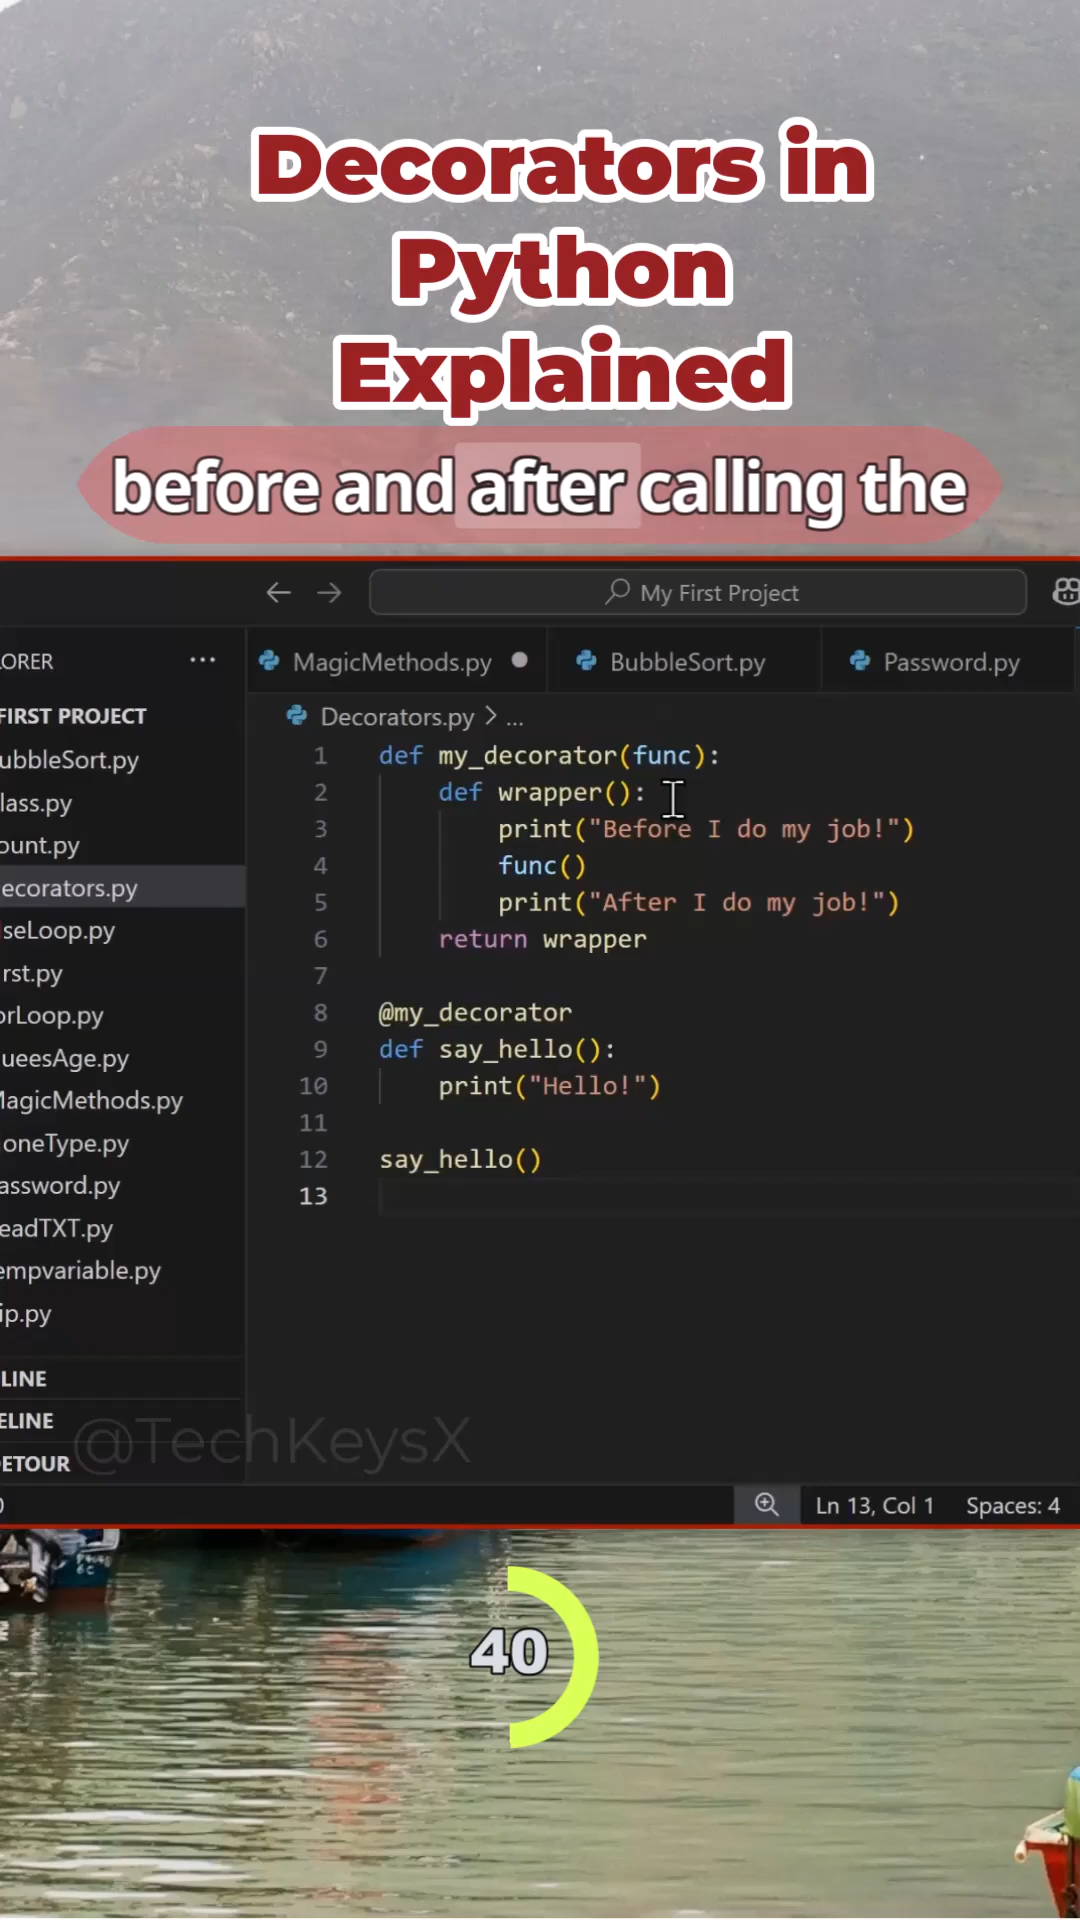 Decorators in
Python
Explained
before and after calling the
My First Project
ORER
MagicMethods.py
BubbleSort.py
Password.py
FIRST PROJECT
Decorators.py > ...
ubbleSort.py
lass.py
ount.py
ecorators.py
seLoop.py
rst.py
orLoop.py
ueesAge.py
MagicMethods.py
oneType.py
assword.py
eadTXT.py
empvariable.py
ip.py
LINE
ELINE
DETOUR
1 def my_decorator(func):
2 def wrapper():
3 print("Before I do my job!")
4 func()
5 print("After I do my job!")
6 return wrapper
7
8 @my_decorator
9 def say_hello():
10 print("Hello!")
11
12 say_hello()
13
@TechKeysX
Ln 13, Col 1 Spaces: 4
40